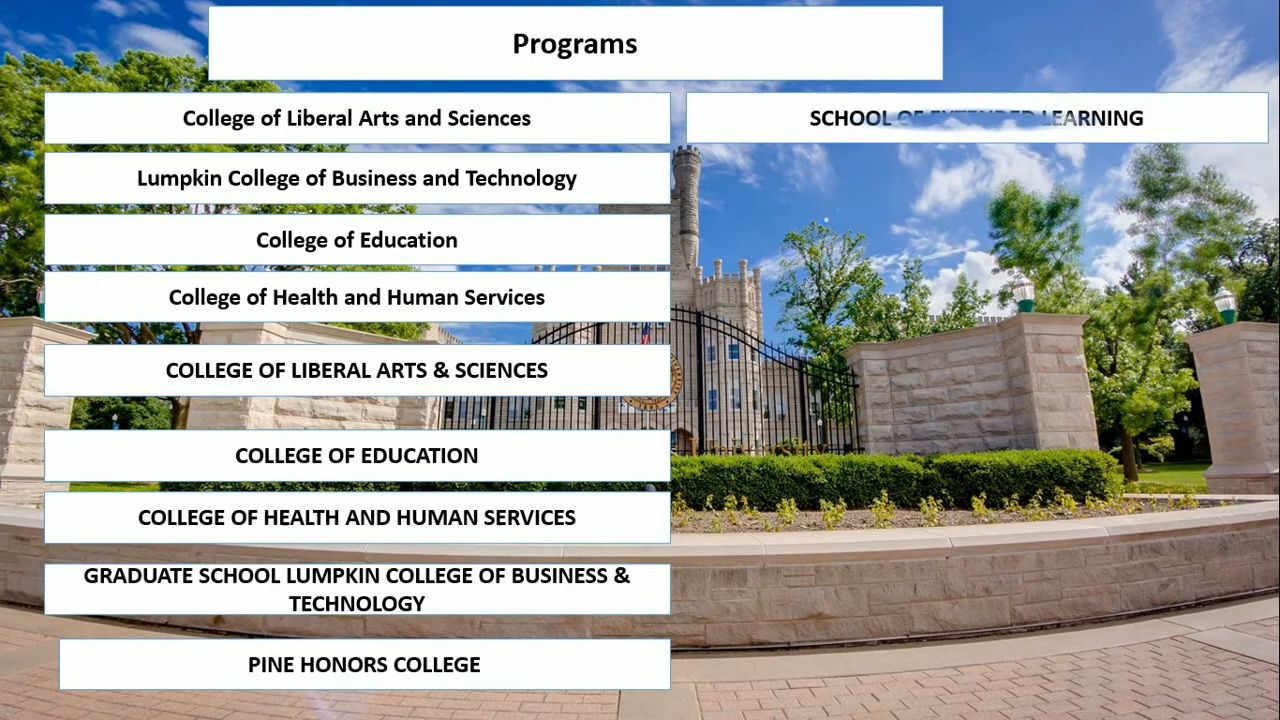 Programs
College of Liberal Arts and Sciences
Lumpkin College of Business and Technology
College of Education
College of Health and Human Services
COLLEGE OF LIBERAL ARTS & SCIENCES
COLLEGE OF EDUCATION
COLLEGE OF HEALTH AND HUMAN SERVICES
GRADUATE SCHOOL LUMPKIN COLLEGE OF BUSINESS &
TECHNOLOGY
PINE HONORS COLLEGE
SCHOOL OF EXTENDED LEARNING